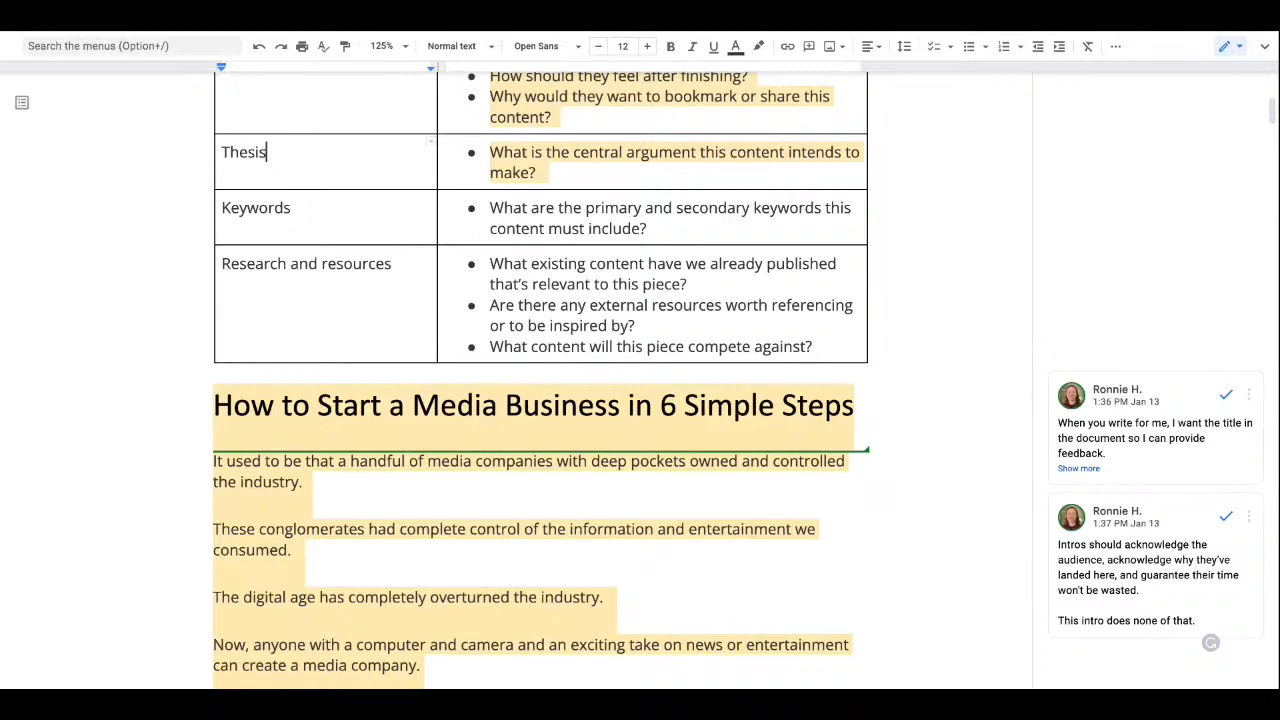 Search the menus (Option+/)
125%
Normal text
Open Sans
12
B
I
U
A
How should they feel after finishing?
Why would they want to bookmark or share this
content?
Thesis
What is the central argument this content intends to
make?
Keywords
What are the primary and secondary keywords this
content must include?
Research and resources
What existing content have we already published
that's relevant to this piece?
Are there any external resources worth referencing
or to be inspired by?
What content will this piece compete against?
How to Start a Media Business in 6 Simple Steps
It used to be that a handful of media companies with deep pockets owned and controlled
the industry.
These conglomerates had complete control of the information and entertainment we
consumed.
The digital age has completely overturned the industry.
Now, anyone with a computer and camera and an exciting take on news or entertainment
can create a media company.
Ronnie H.
1:36 PM Jan 13
When you write for me, I want the title in
the document so I can provide
feedback.
Show more
Ronnie H.
1:37 PM Jan 13
Intros should acknowledge the
audience, acknowledge why they've
landed here, and guarantee their time
won't be wasted.
This intro does none of that.